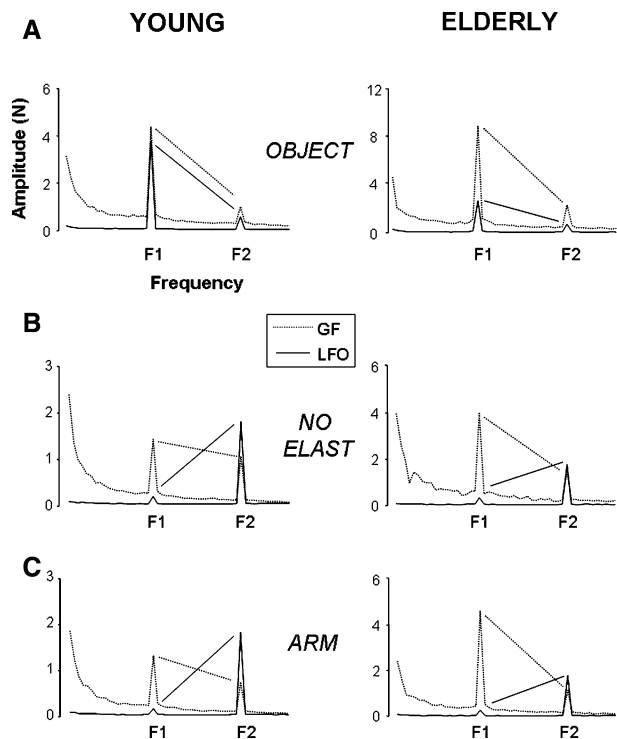 A
YOUNG
ELDERLY
Amplitude (N)
6
4
2
0
F1
F2
Frequency
OBJECT
12
8
4
0
F1
F2
B
GF
LFO
3
2
1
0
F1
F2
NO
ELAST
6
4
2
0
F1
F2
C
3
2
1
0
F1
F2
ARM
6
4
2
0
F1
F2